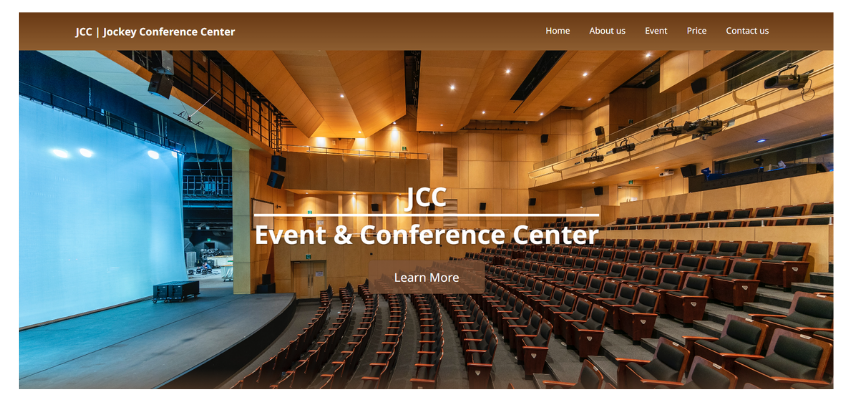 JCC | Jockey Conference Center
Home About us Event Price Contact us
JCC
Event & Conference Center
Learn More